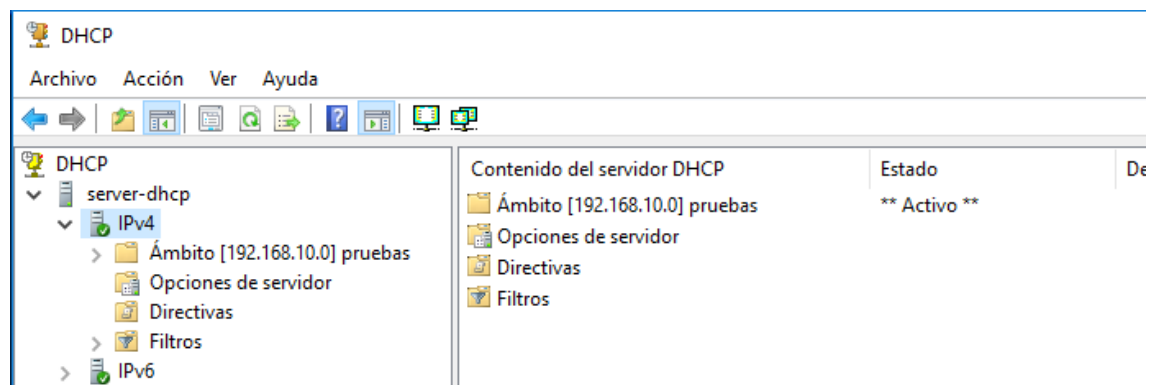 DHCP
Archivo Acción Ver Ayuda
DHCP
server-dhcp
IPv4
Ámbito [192.168.10.0] pruebas
Opciones de servidor
Directivas
Filtros
IPv6
Contenido del servidor DHCP Estado De
Ámbito [192.168.10.0] pruebas ** Activo **
Opciones de servidor
Directivas
Filtros